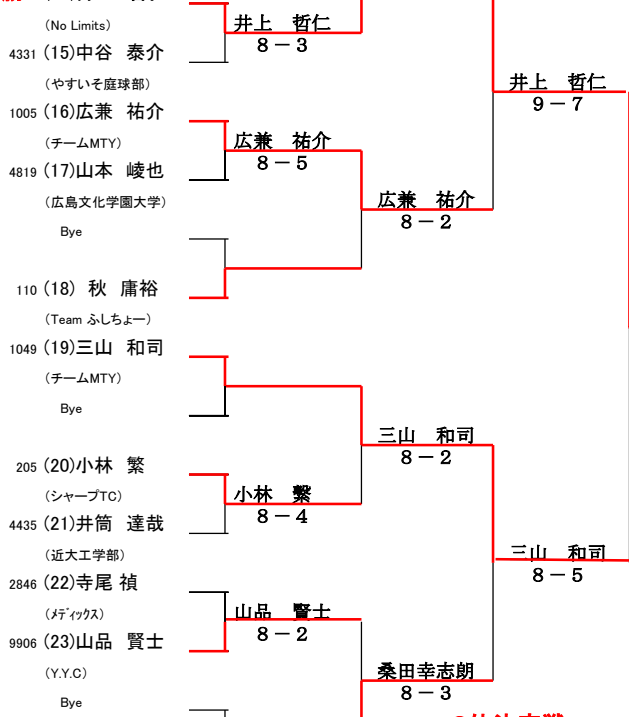 (No Limits)
4331 (15)中谷 泰介
(やすいそ庭球部)
1005 (16)広兼 祐介
(チームMTY)
4819 (17)山本 崚也
(広島文化学園大学)
Bye
110 (18) 秋 庸裕
(Team ふしちょー)
1049 (19)三山 和司
(チームMTY)
Bye
205 (20)小林 繁
(シャープTC)
4435 (21)井筒 達哉
(近大工学部)
2846 (22)寺尾 禎
(メディックス)
9906 (23)山品 賢士
(Y.Y.C)
Bye
井上 哲仁
8－3
広兼 祐介
8－5
小林 繁
8－4
山品 賢士
8－2
広兼 祐介
8－2
三山 和司
8－2
桑田幸志朗
8－3
井上 哲仁
9－7
三山 和司
8－5